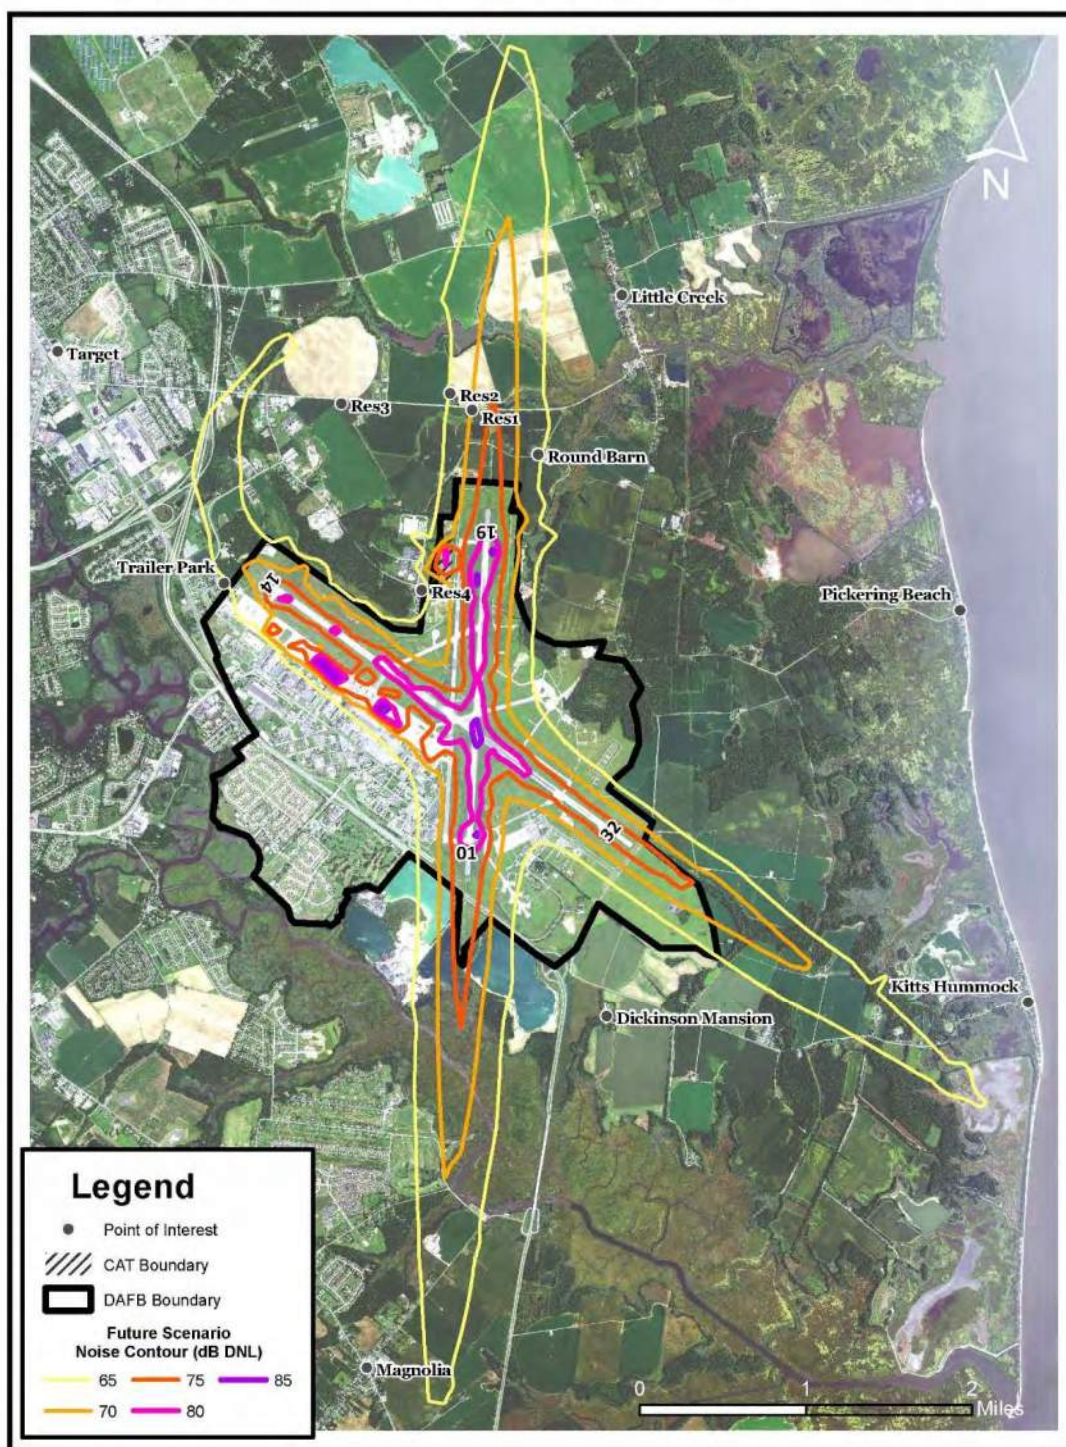 N
Little Creek
Target
Res2
Res3
Res1
Round Barn
19
Trailer Park
14
Res4
Pickering Beach
32
01
Kitts Hummock
Dickinson Mansion
Legend
Point of Interest
CAT Boundary
DAFB Boundary
Future Scenario
Noise Contour (dB DNL)
65 75 85
70 80
Magnolia
0 1 2
Miles